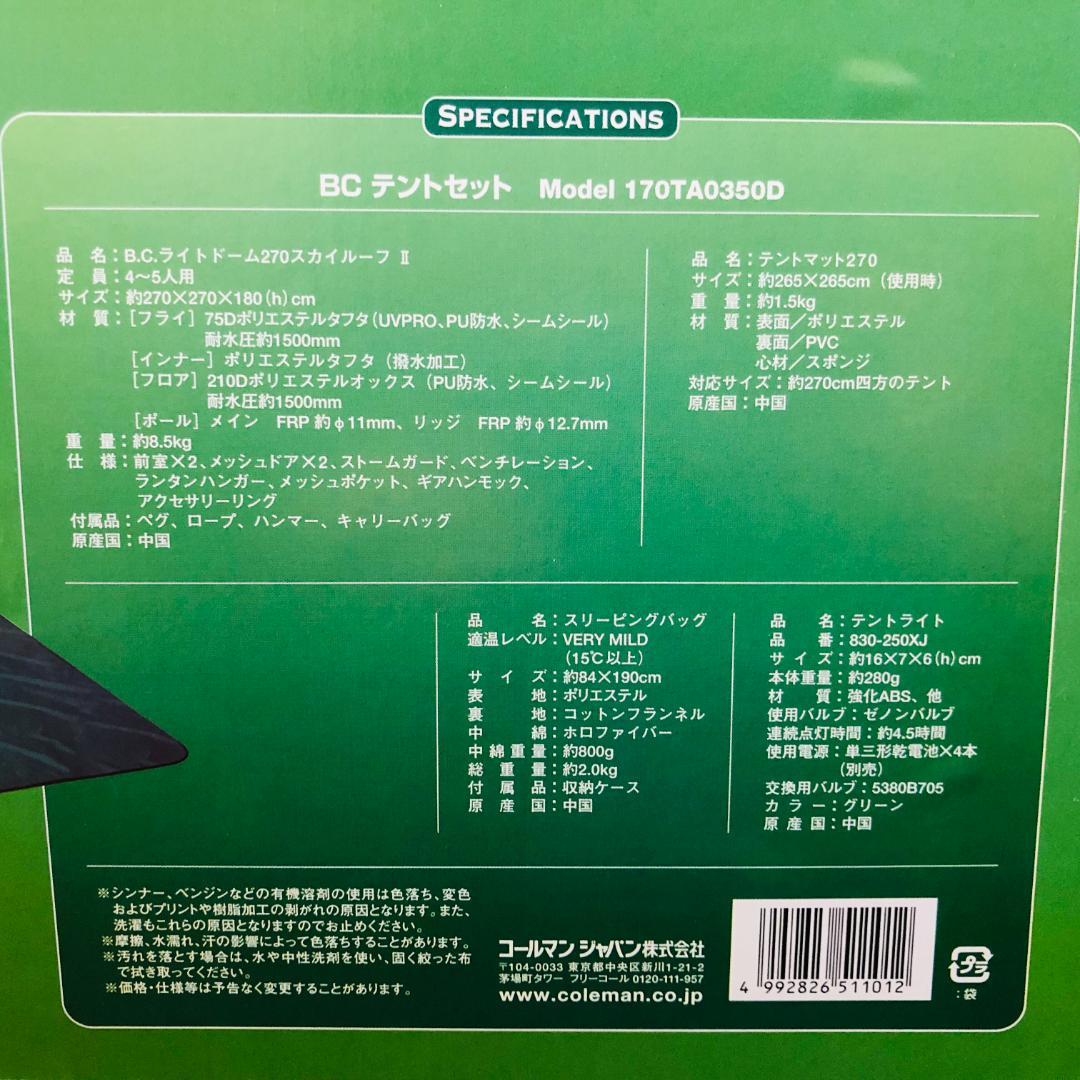 SPECIFICATIONS
BC テントセット Model 170TA0350D
品 名：B.C.ライトドーム270スカイルーフ Ⅱ
定 員：4〜5人用
サイズ：約270×270×180（h）cm
材 質：［フライ］75Dポリエステルタフタ（UVPRO、PU防水、シームシール）
耐水圧約1500mm
［インナー］ポリエステルタフタ（撥水加工）
［フロア］210Dポリエステルオックス（PU防水、シームシール）
耐水圧約1500mm
［ポール］メイン FRP 約φ11mm、リッジ FRP 約φ12.7mm
重 量：約8.5kg
仕 様：前室×2、メッシュドア×2、ストームガード、ベンチレーション、
ランタンハンガー、メッシュポケット、ギアハンモック、
アクセサリーリング
付属品：ペグ、ロープ、ハンマー、キャリーバッグ
原産国：中国
品 名：テントマット270
サイズ：約265×265cm（使用時）
重 量：約1.5kg
材 質：表面／ポリエステル
裏面／PVC
心材／スポンジ
対応サイズ：約270cm四方のテント
原産国：中国
品 名：スリーピングバッグ
適温レベル：VERY MILD
（15℃以上）
サ イ ズ：約84×190cm
表 地：ポリエステル
裏 地：コットンフランネル
中 綿：ホロファイバー
中 綿 重 量：約800g
総 重 量：約2.0kg
付 属 品：収納ケース
原 産 国：中国
品 名：テントライト
品 番：830-250XJ
サ イ ズ：約16×7×6（h）cm
本体重量：約280g
材 質：強化ABS、他
使用バルブ：ゼノンバルブ
連続点灯時間：約4.5時間
使用電源：単三形乾電池×4本
（別売）
交換用バルブ：5380B705
カ ラ ー：グリーン
原 産 国：中国
※シンナー、ベンジンなどの有機溶剤の使用は色落ち、変色
およびプリントや樹脂加工の剥がれの原因となります。また、
洗濯もこれらの原因となりますのでお止めください。
※摩擦、水濡れ、汗の影響によって色落ちすることがあります。
※汚れを落とす場合は、水や中性洗剤を使い、固く絞った布
で拭き取ってください。
※価格・仕様等は予告なく変更することがあります。
コールマン ジャパン株式会社
〒104-0033 東京都中央区新川1-21-2
茅場町タワー フリーコール 0120-111-957
www.coleman.co.jp
4 992826 511012
プラ
：袋